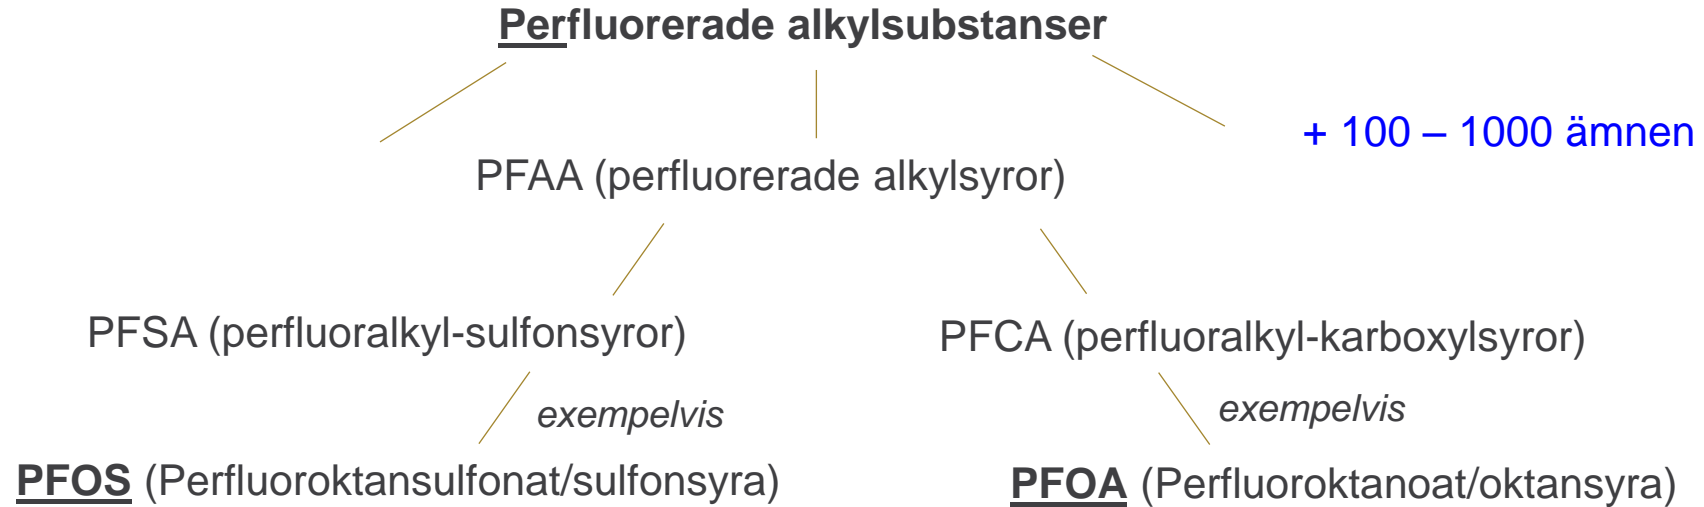 Perfluorerade alkylsubstanser
+ 100 – 1000 ämnen
PFAA (perfluorerade alkylsyror)
PFSA (perfluoralkyl-sulfonsyror)
PFCA (perfluoralkyl-karboxylsyror)
exempelvis
exempelvis
PFOS (Perfluoroktansulfonat/sulfonsyra)
PFOA (Perfluoroktanoat/oktansyra)